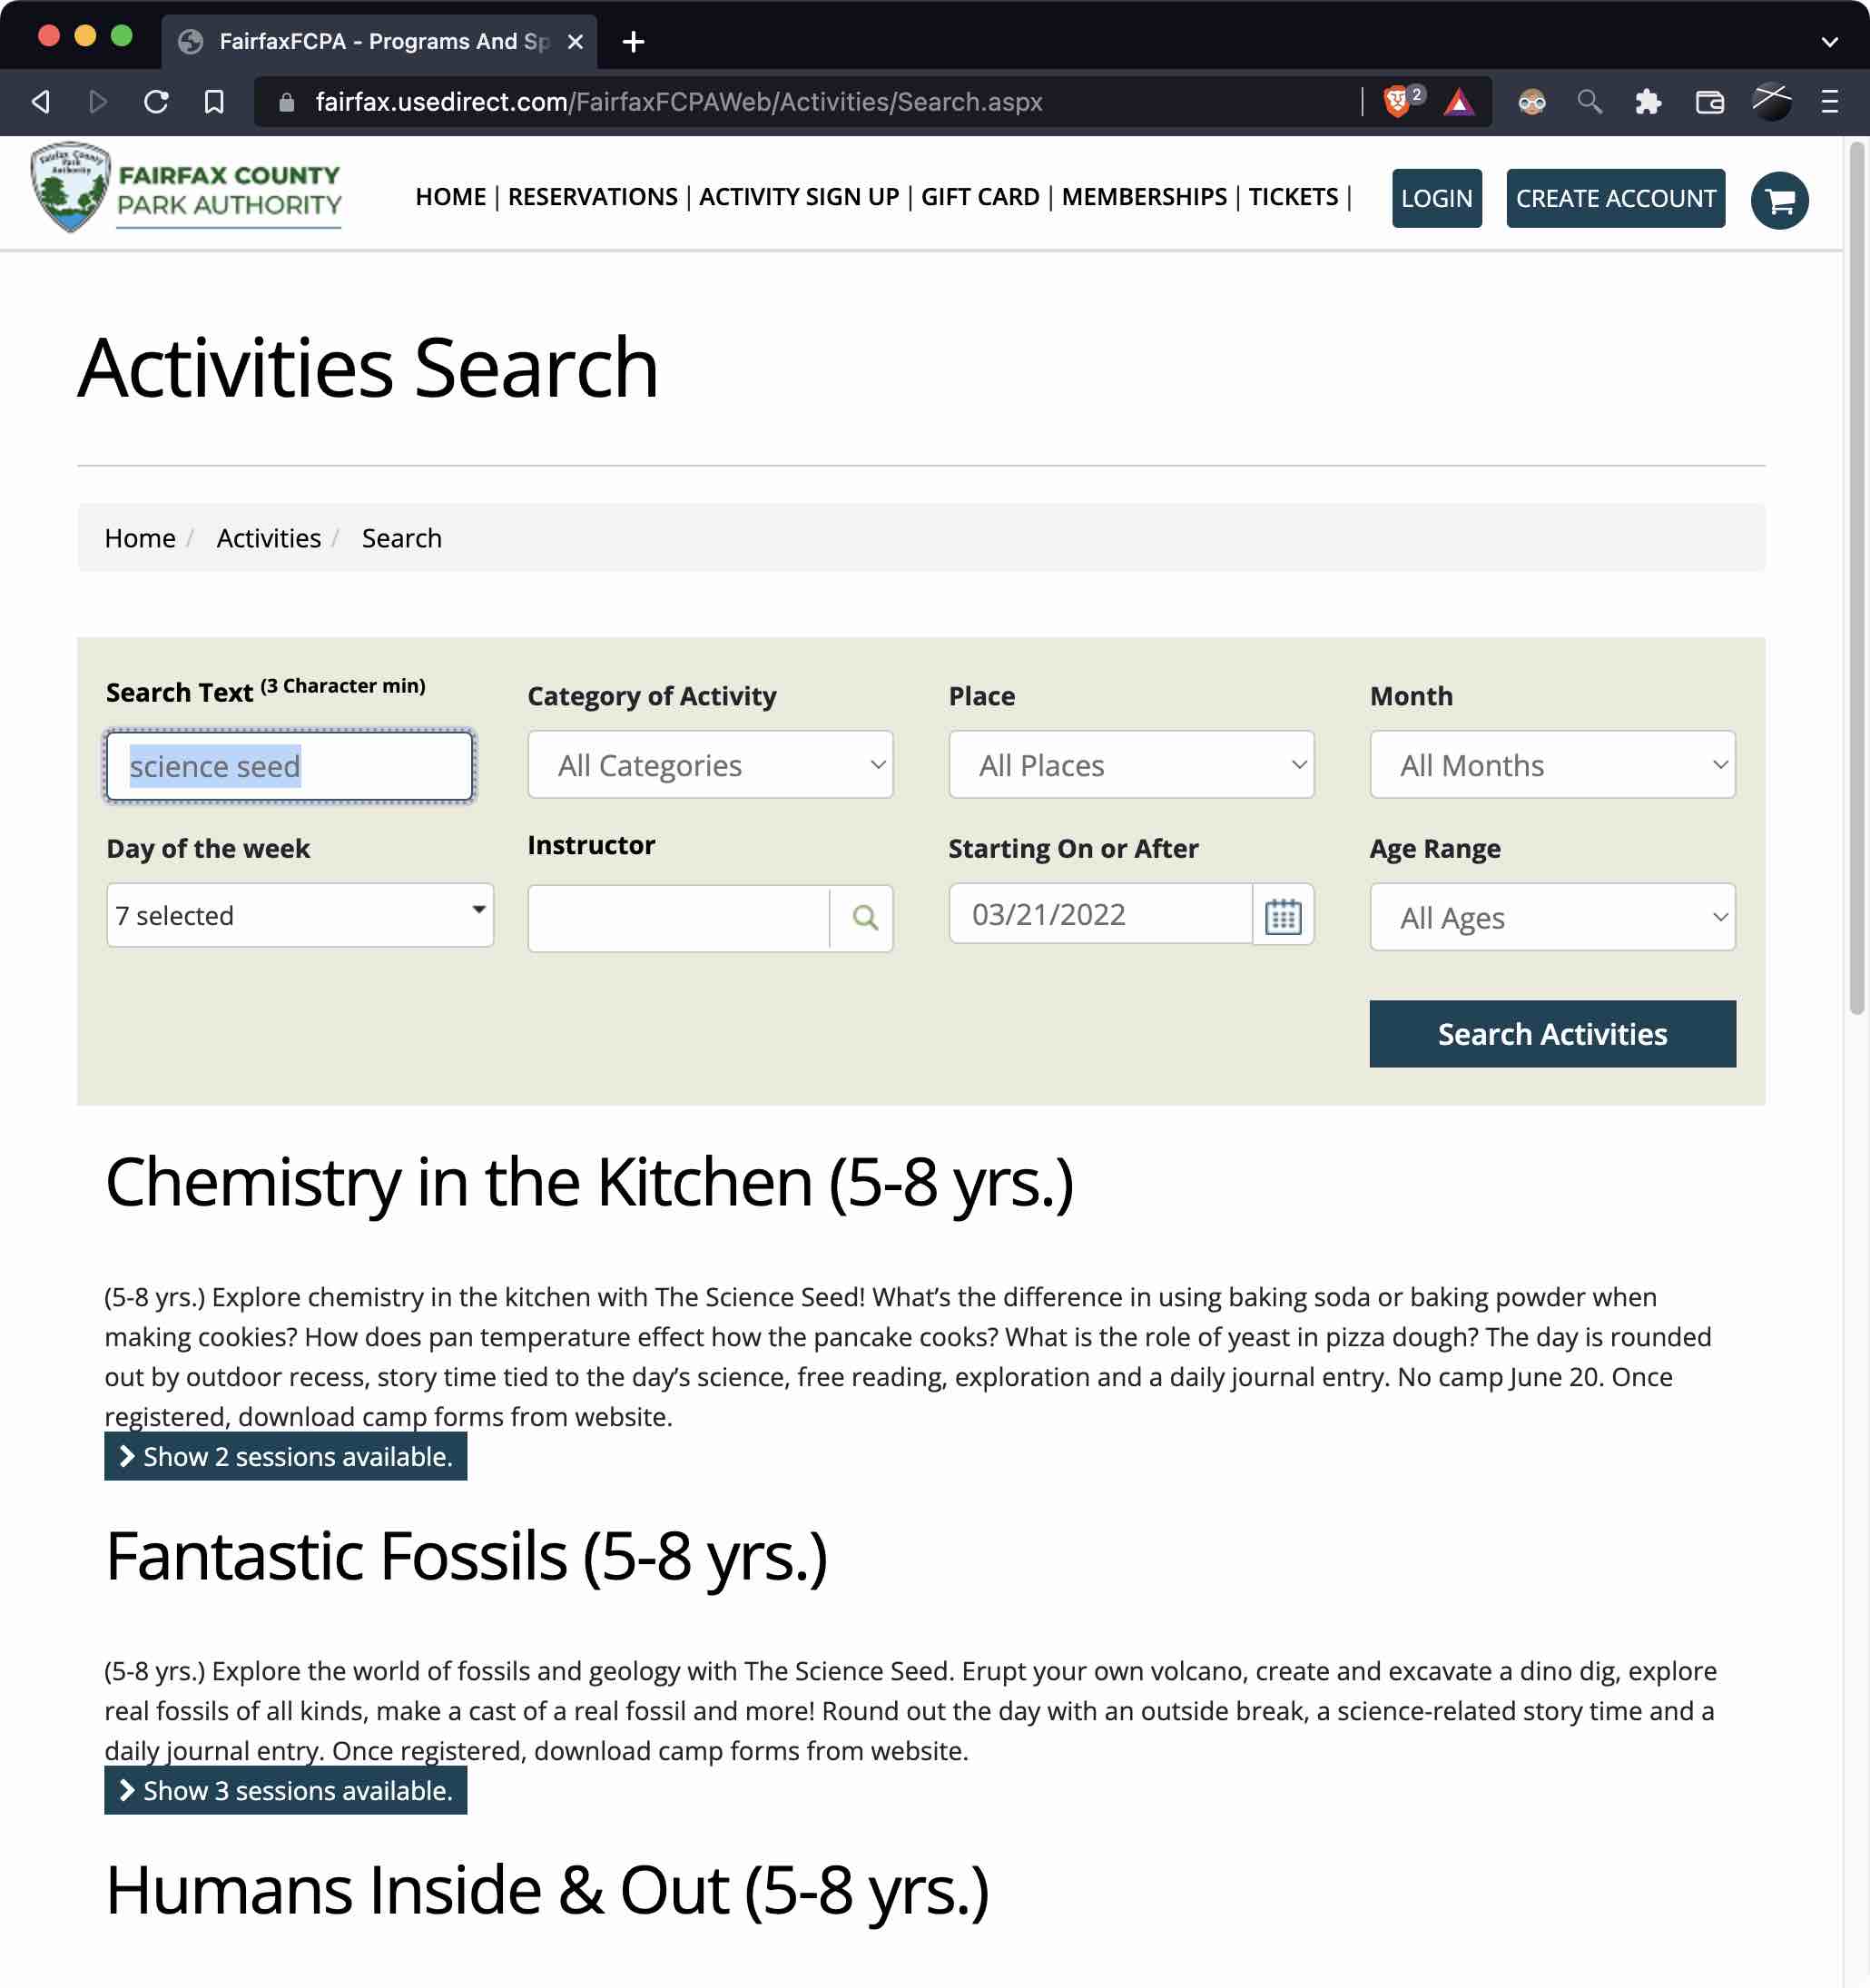 FairfaxFCPA - Programs And Sp
fairfax.usedirect.com/FairfaxFCPAWeb/Activities/Search.aspx
2
Fairfax County
Park
Authority
FAIRFAX COUNTY
PARK AUTHORITY
HOME | RESERVATIONS | ACTIVITY SIGN UP | GIFT CARD | MEMBERSHIPS | TICKETS |
LOGIN
CREATE ACCOUNT
Activities Search
Home / Activities / Search
Search Text (3 Character min)
Category of Activity
Place
Month
science seed
All Categories
All Places
All Months
Day of the week
Instructor
Starting On or After
Age Range
7 selected
03/21/2022
All Ages
Search Activities
Chemistry in the Kitchen (5-8 yrs.)
(5-8 yrs.) Explore chemistry in the kitchen with The Science Seed! What’s the difference in using baking soda or baking powder when
making cookies? How does pan temperature effect how the pancake cooks? What is the role of yeast in pizza dough? The day is rounded
out by outdoor recess, story time tied to the day’s science, free reading, exploration and a daily journal entry. No camp June 20. Once
registered, download camp forms from website.
Show 2 sessions available.
Fantastic Fossils (5-8 yrs.)
(5-8 yrs.) Explore the world of fossils and geology with The Science Seed. Erupt your own volcano, create and excavate a dino dig, explore
real fossils of all kinds, make a cast of a real fossil and more! Round out the day with an outside break, a science-related story time and a
daily journal entry. Once registered, download camp forms from website.
Show 3 sessions available.
Humans Inside & Out (5-8 yrs.)